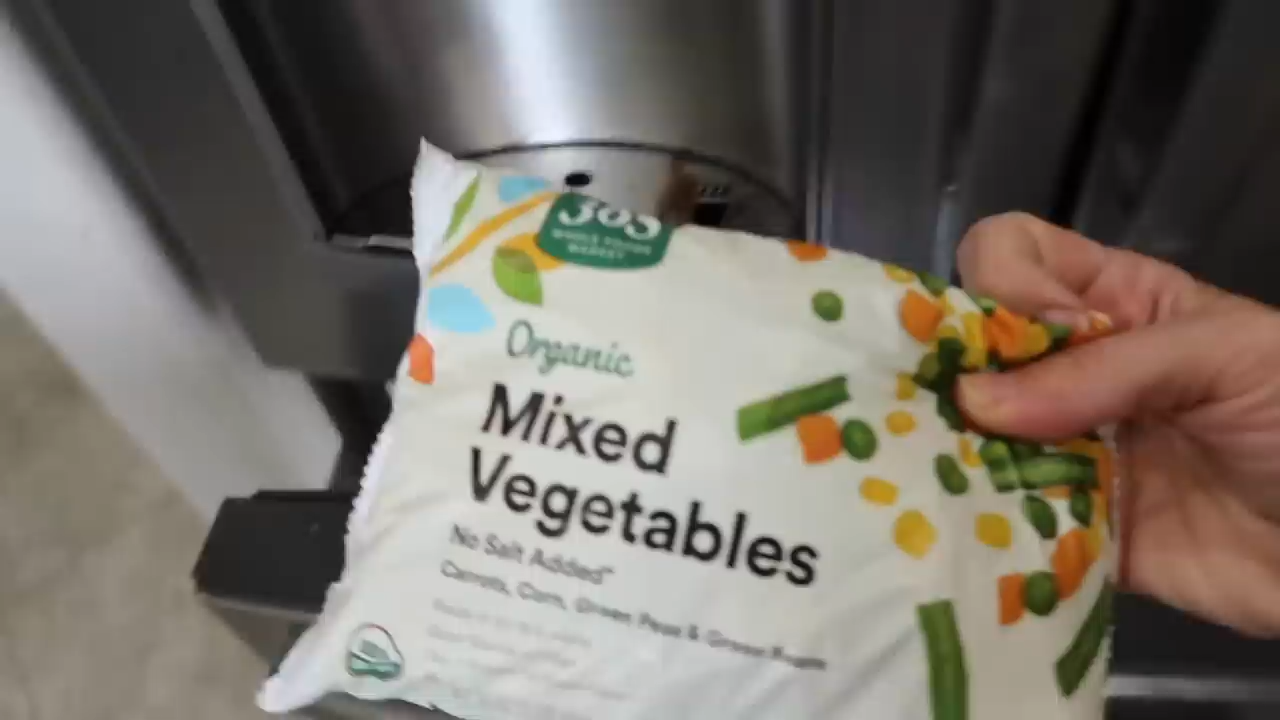 365
WHOLE FOODS
MARKET
Organic
Mixed
Vegetables
No Salt Added*
Carrots, Corn, Green Peas & Green Beans